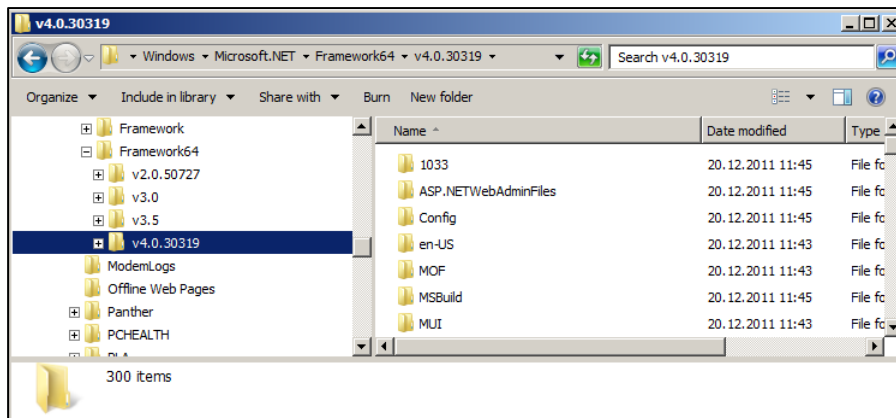 v4.0.30319
Windows Microsoft.NET Framework64 v4.0.30319
Search v4.0.30319
Organize Include in library Share with Burn New folder
Framework
Framework64
v2.0.50727
v3.0
v3.5
v4.0.30319
ModemLogs
Offline Web Pages
Panther
PCHEALTH
Name Date modified Type
1033 20.12.2011 11:45 File fo
ASP.NETWebAdminFiles 20.12.2011 11:45 File fo
Config 20.12.2011 11:45 File fo
en-US 20.12.2011 11:43 File fo
MOF 20.12.2011 11:43 File fo
MSBuild 20.12.2011 11:45 File fo
MUI 20.12.2011 11:43 File fo
300 items